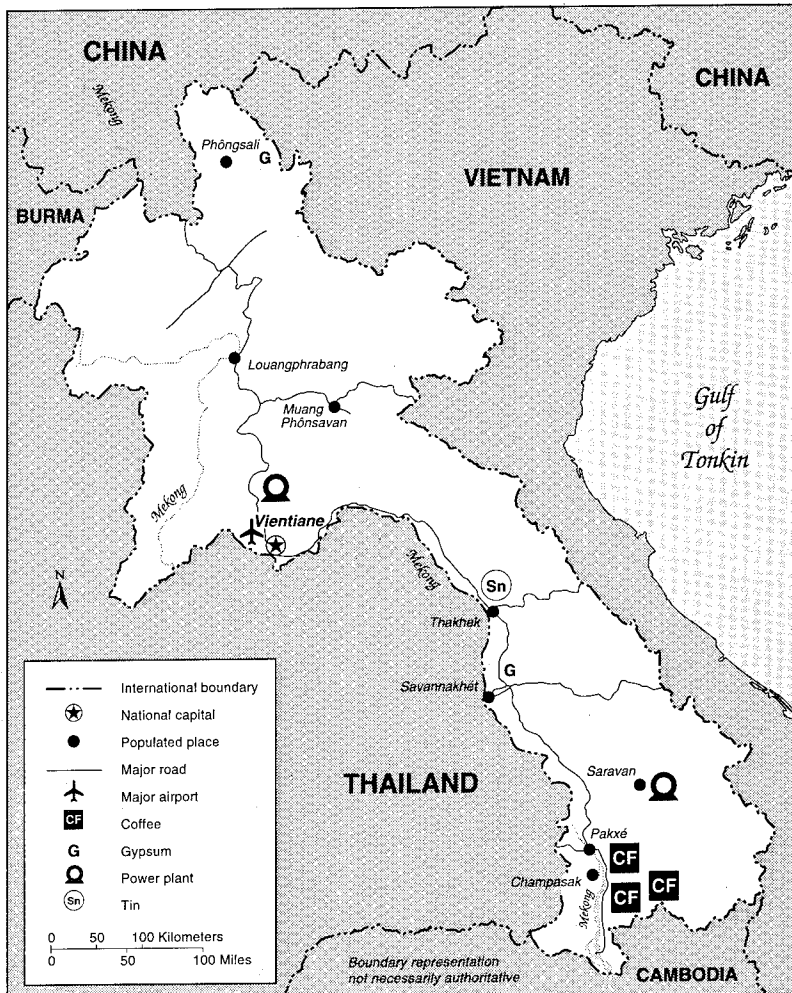 CHINA
CHINA
Mekong
Phôngsali
G
VIETNAM
BURMA
Louangphrabang
Muang
Phônsavan
Gulf
of
Tonkin
Mekong
Vientiane
Mekong
N
Sn
Thakhek
G
Savannakhét
THAILAND
Saravan
Pakxé
CF
Champasak
CF
CF
Mekong
CAMBODIA
International boundary
National capital
Populated place
Major road
Major airport
CF Coffee
G Gypsum
Power plant
Sn Tin
0 50 100 Kilometers
0 50 100 Miles
Boundary representation
not necessarily authoritative